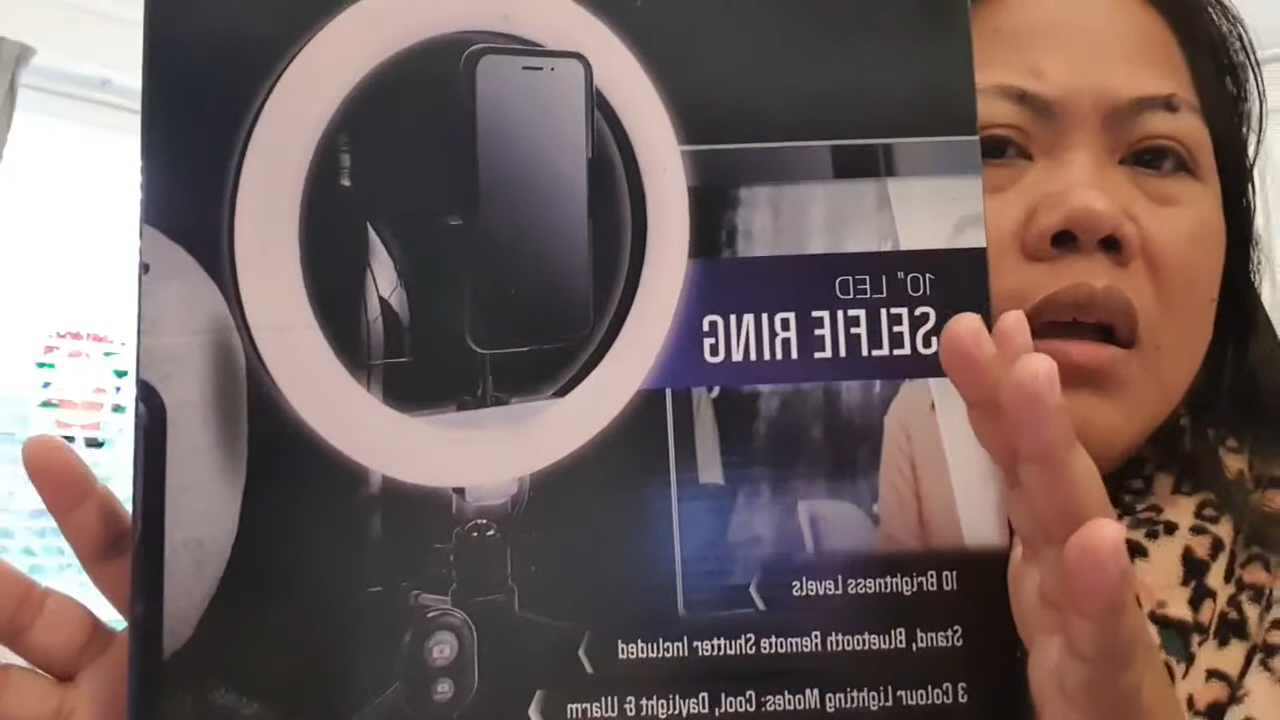 10" LED
SELFIE RING
10 Brightness Levels
Stand, Bluetooth Remote Shutter Included
3 Colour Lighting Modes: Cool, Daylight & Warm